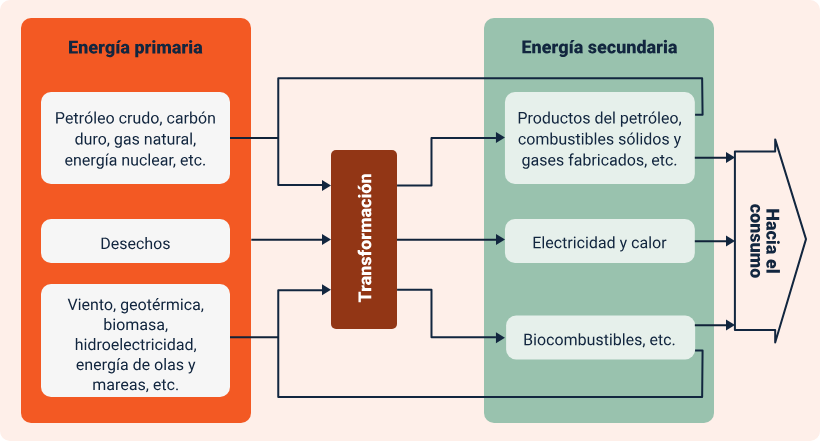 Energía primaria
Petróleo crudo, carbón
duro, gas natural,
energía nuclear, etc.
Desechos
Viento, geotérmica,
biomasa,
hidroelectricidad,
energía de olas y
mareas, etc.
Transformación
Energía secundaria
Productos del petróleo,
combustibles sólidos y
gases fabricados, etc.
Electricidad y calor
Biocombustibles, etc.
Hacia el
consumo